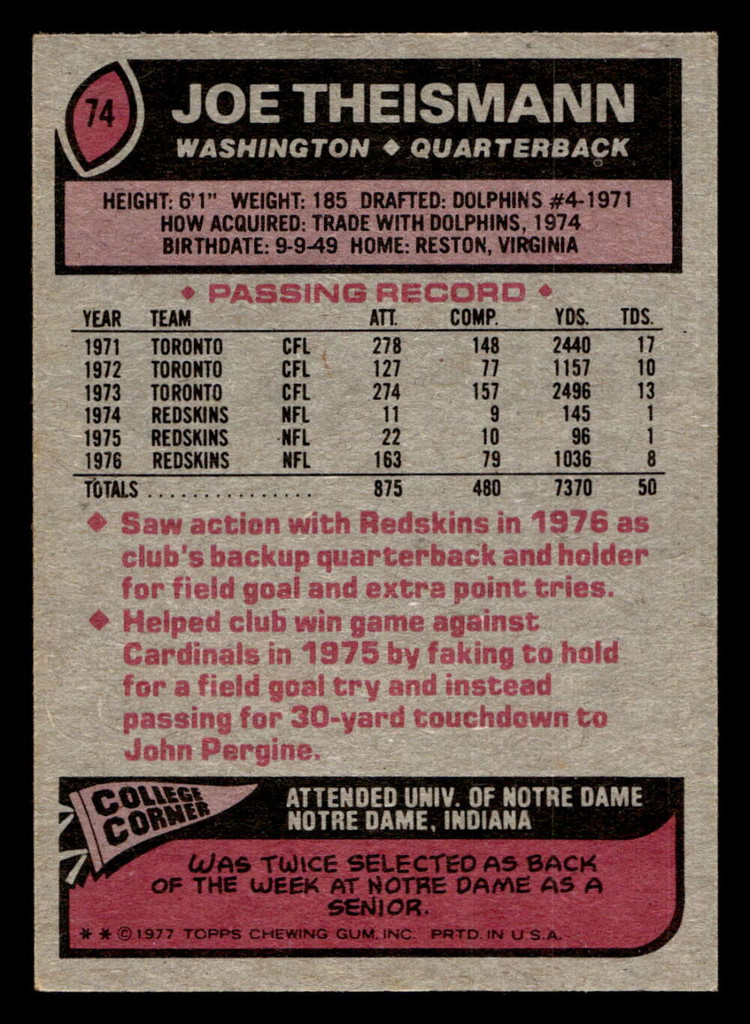 74
JOE THEISMANN
WASHINGTON ◆ QUARTERBACK
HEIGHT: 6'1" WEIGHT: 185 DRAFTED: DOLPHINS #4-1971
HOW ACQUIRED: TRADE WITH DOLPHINS, 1974
BIRTHDATE: 9-9-49 HOME: RESTON, VIRGINIA
◆ PASSING RECORD ◆
YEAR TEAM ATT. COMP. YDS. TDS.
1971 TORONTO CFL 278 148 2440 17
1972 TORONTO CFL 127 77 1157 10
1973 TORONTO CFL 274 157 2496 13
1974 REDSKINS NFL 11 9 145 1
1975 REDSKINS NFL 22 10 96 1
1976 REDSKINS NFL 163 79 1036 8
TOTALS ................ 875 480 7370 50
◆ Saw action with Redskins in 1976 as
club's backup quarterback and holder
for field goal and extra point tries.
◆ Helped club win game against
Cardinals in 1975 by faking to hold
for a field goal try and instead
passing for 30-yard touchdown to
John Pergine.
COLLEGE
CORNER
ATTENDED UNIV. OF NOTRE DAME
NOTRE DAME, INDIANA
WAS TWICE SELECTED AS BACK
OF THE WEEK AT NOTRE DAME AS A
SENIOR.
* * © 1977 TOPPS CHEWING GUM, INC. PRTD. IN U.S.A.